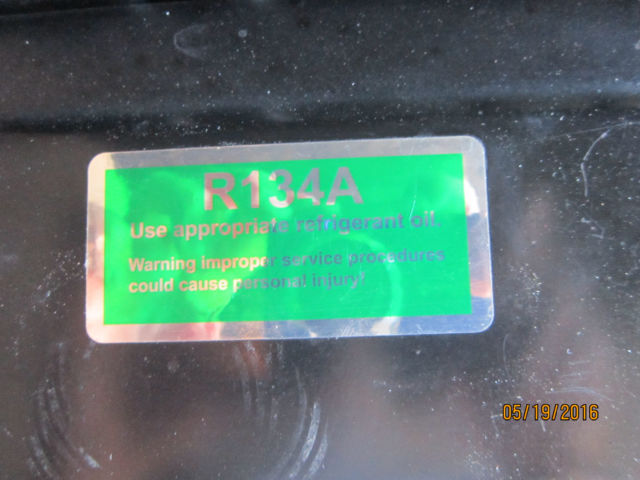 R134A
Use appropriate refrigerant oil.
Warning improper service procedures
could cause personal injury!
05/19/2016